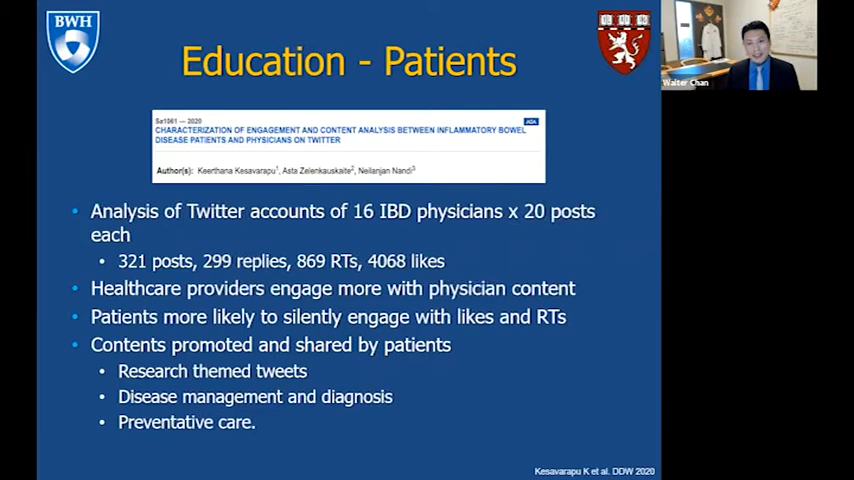 BWH
Education - Patients
Walter Chan
Sa1061 — 2020
AGA
CHARACTERIZATION OF ENGAGEMENT AND CONTENT ANALYSIS BETWEEN INFLAMMATORY BOWEL
DISEASE PATIENTS AND PHYSICIANS ON TWITTER
Author(s): Keerthana Kesavarapu¹, Asta Zelenkauskaite², Neilanjan Nandi³
• Analysis of Twitter accounts of 16 IBD physicians x 20 posts
each
• 321 posts, 299 replies, 869 RTs, 4068 likes
• Healthcare providers engage more with physician content
• Patients more likely to silently engage with likes and RTs
• Contents promoted and shared by patients
• Research themed tweets
• Disease management and diagnosis
• Preventative care.
Kesavarapu K et al. DDW 2020